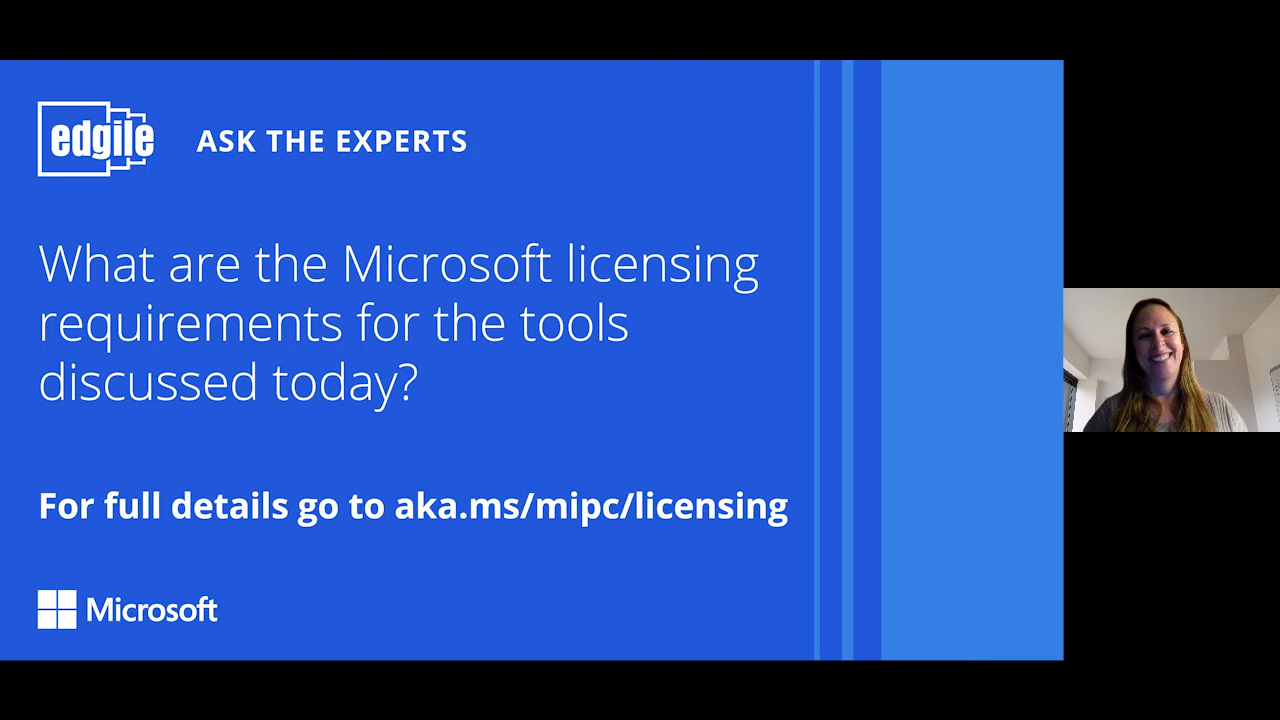 edgile
ASK THE EXPERTS
What are the Microsoft licensing
requirements for the tools
discussed today?
For full details go to aka.ms/mipc/licensing
Microsoft